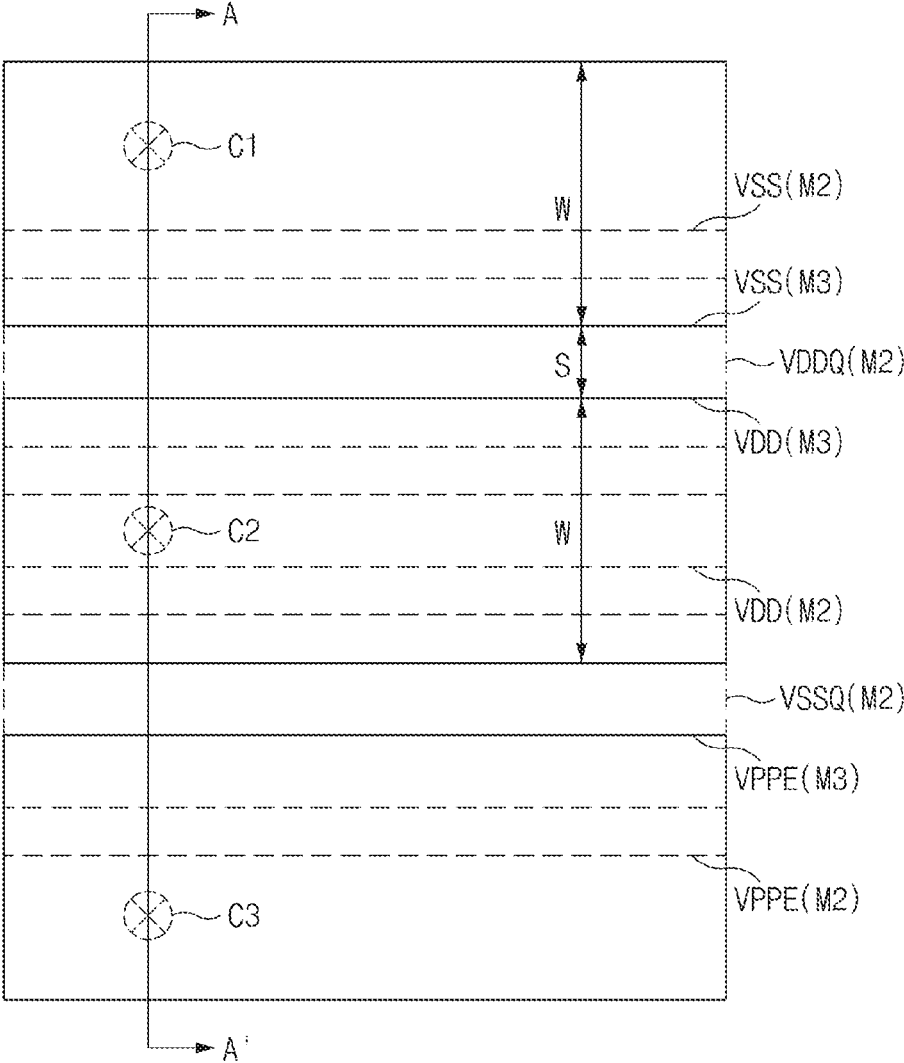 A
C1
VSS(M2)
W
VSS(M3)
S
VDDQ(M2)
VDD(M3)
C2
W
VDD(M2)
VSSQ(M2)
VPPE(M3)
VPPE(M2)
C3
A'